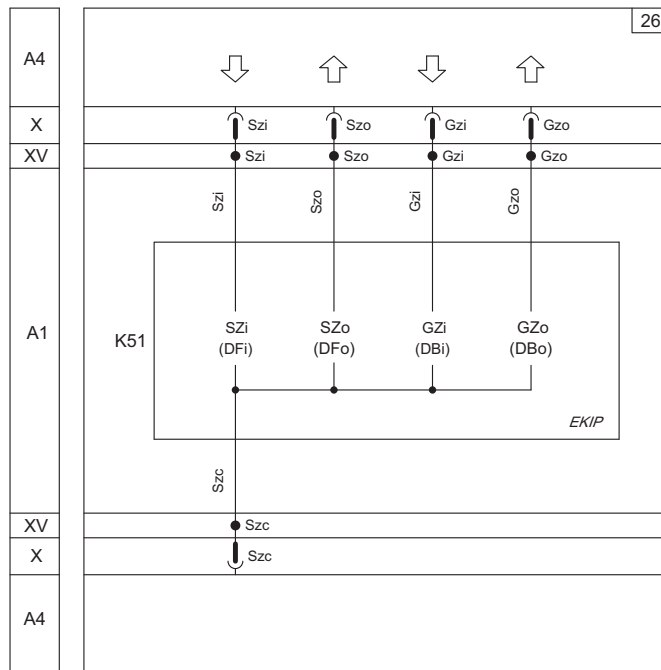 26
A4
X
Szi Szo Gzi Gzo
XV
Szi Szo Gzi Gzo
Szi Szo Gzi Gzo
A1
K51
SZi SZo GZi GZo
(DFi) (DFo) (DBi) (DBo)
EKIP
Szc
XV
Szc
X
Szc
A4